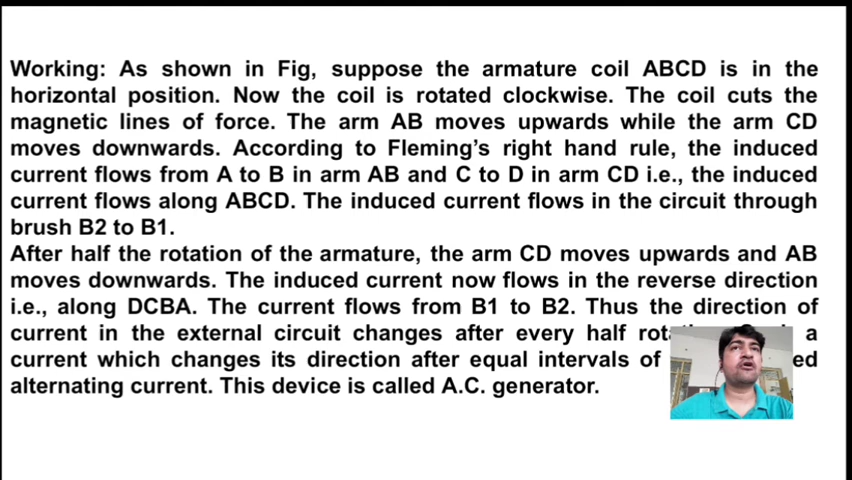 Working: As shown in Fig, suppose the armature coil ABCD is in the
horizontal position. Now the coil is rotated clockwise. The coil cuts the
magnetic lines of force. The arm AB moves upwards while the arm CD
moves downwards. According to Fleming's right hand rule, the induced
current flows from A to B in arm AB and C to D in arm CD i.e., the induced
current flows along ABCD. The induced current flows in the circuit through
brush B2 to B1.
After half the rotation of the armature, the arm CD moves upwards and AB
moves downwards. The induced current now flows in the reverse direction
i.e., along DCBA. The current flows from B1 to B2. Thus the direction of
current in the external circuit changes after every half a
current which changes its direction after equal intervals of
alternating current. This device is called A.C. generator.